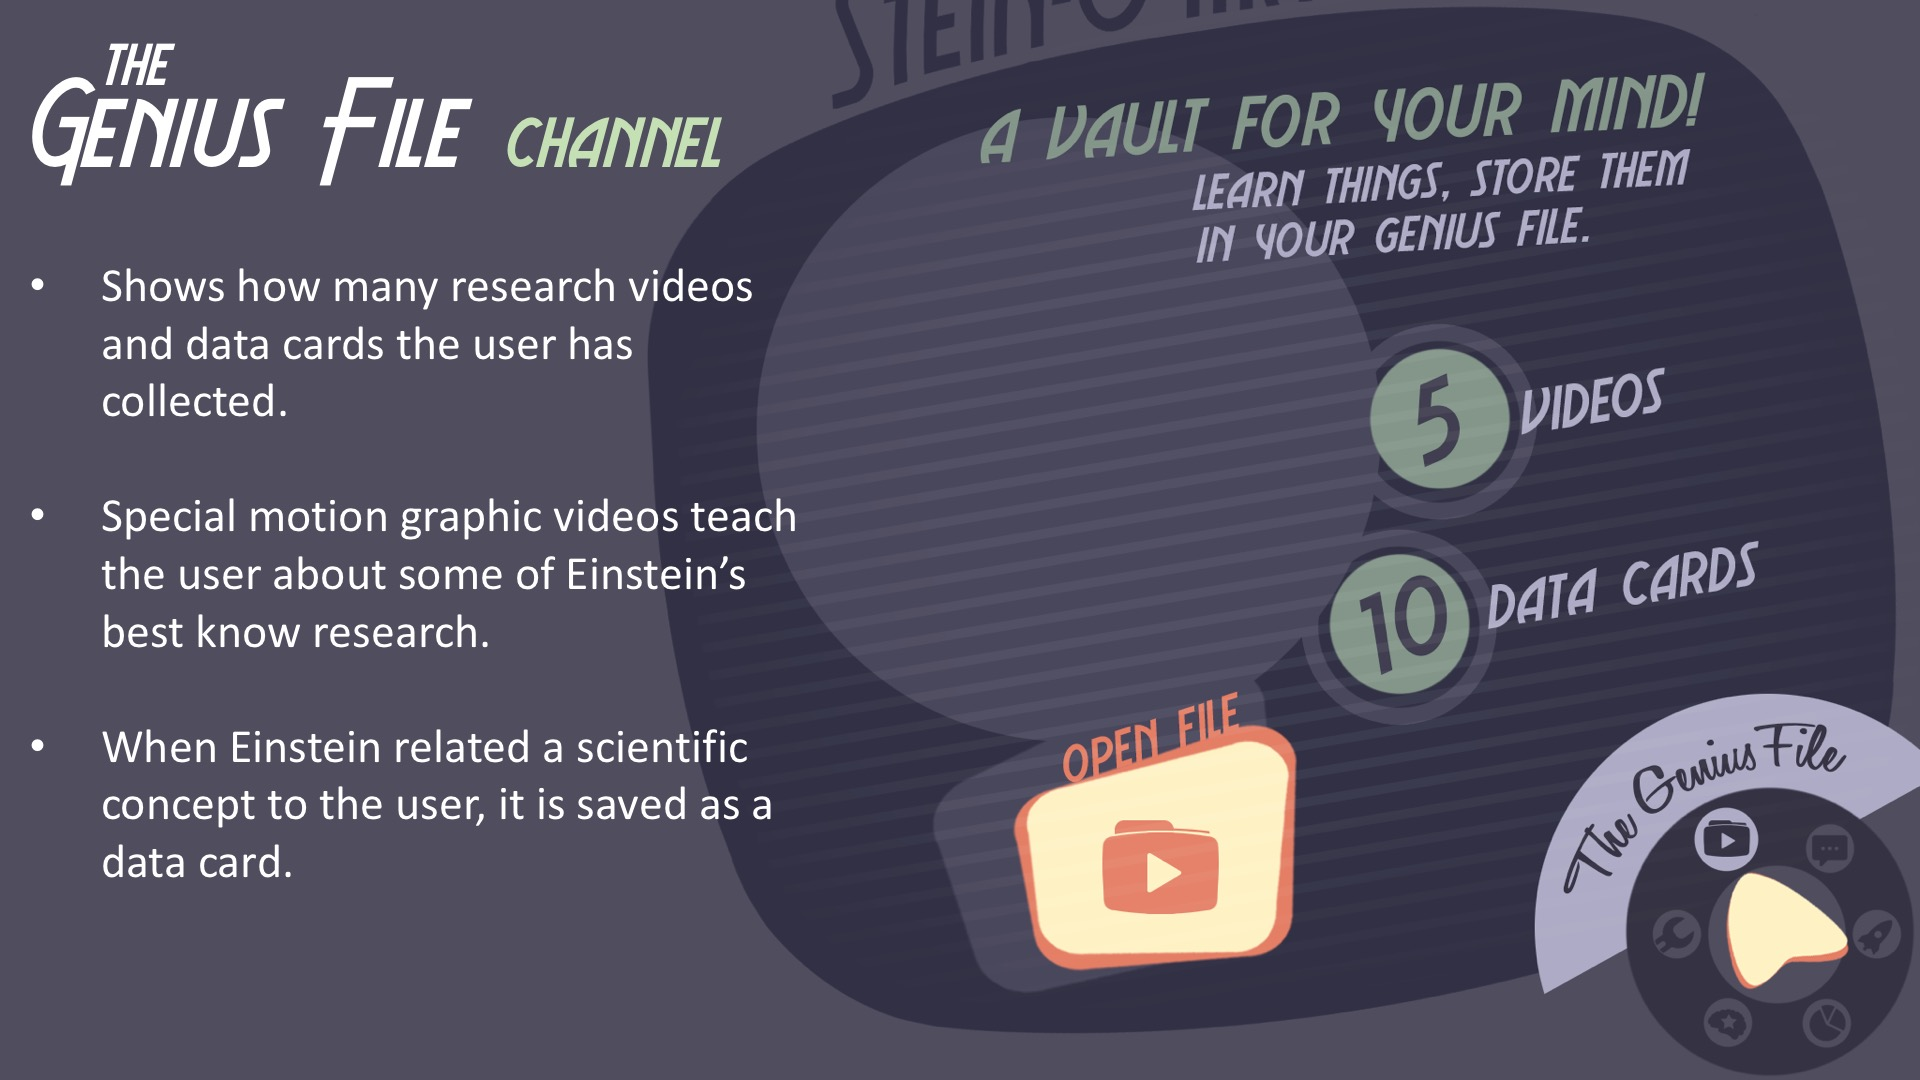 THE
GENIUS FILE CHANNEL
• Shows how many research videos
and data cards the user has
collected.
• Special motion graphic videos teach
the user about some of Einstein’s
best know research.
• When Einstein related a scientific
concept to the user, it is saved as a
data card.
A VAULT FOR YOUR MIND!
LEARN THINGS, STORE THEM
IN YOUR GENIUS FILE.
5 VIDEOS
10 DATA CARDS
OPEN FILE
The Genius File